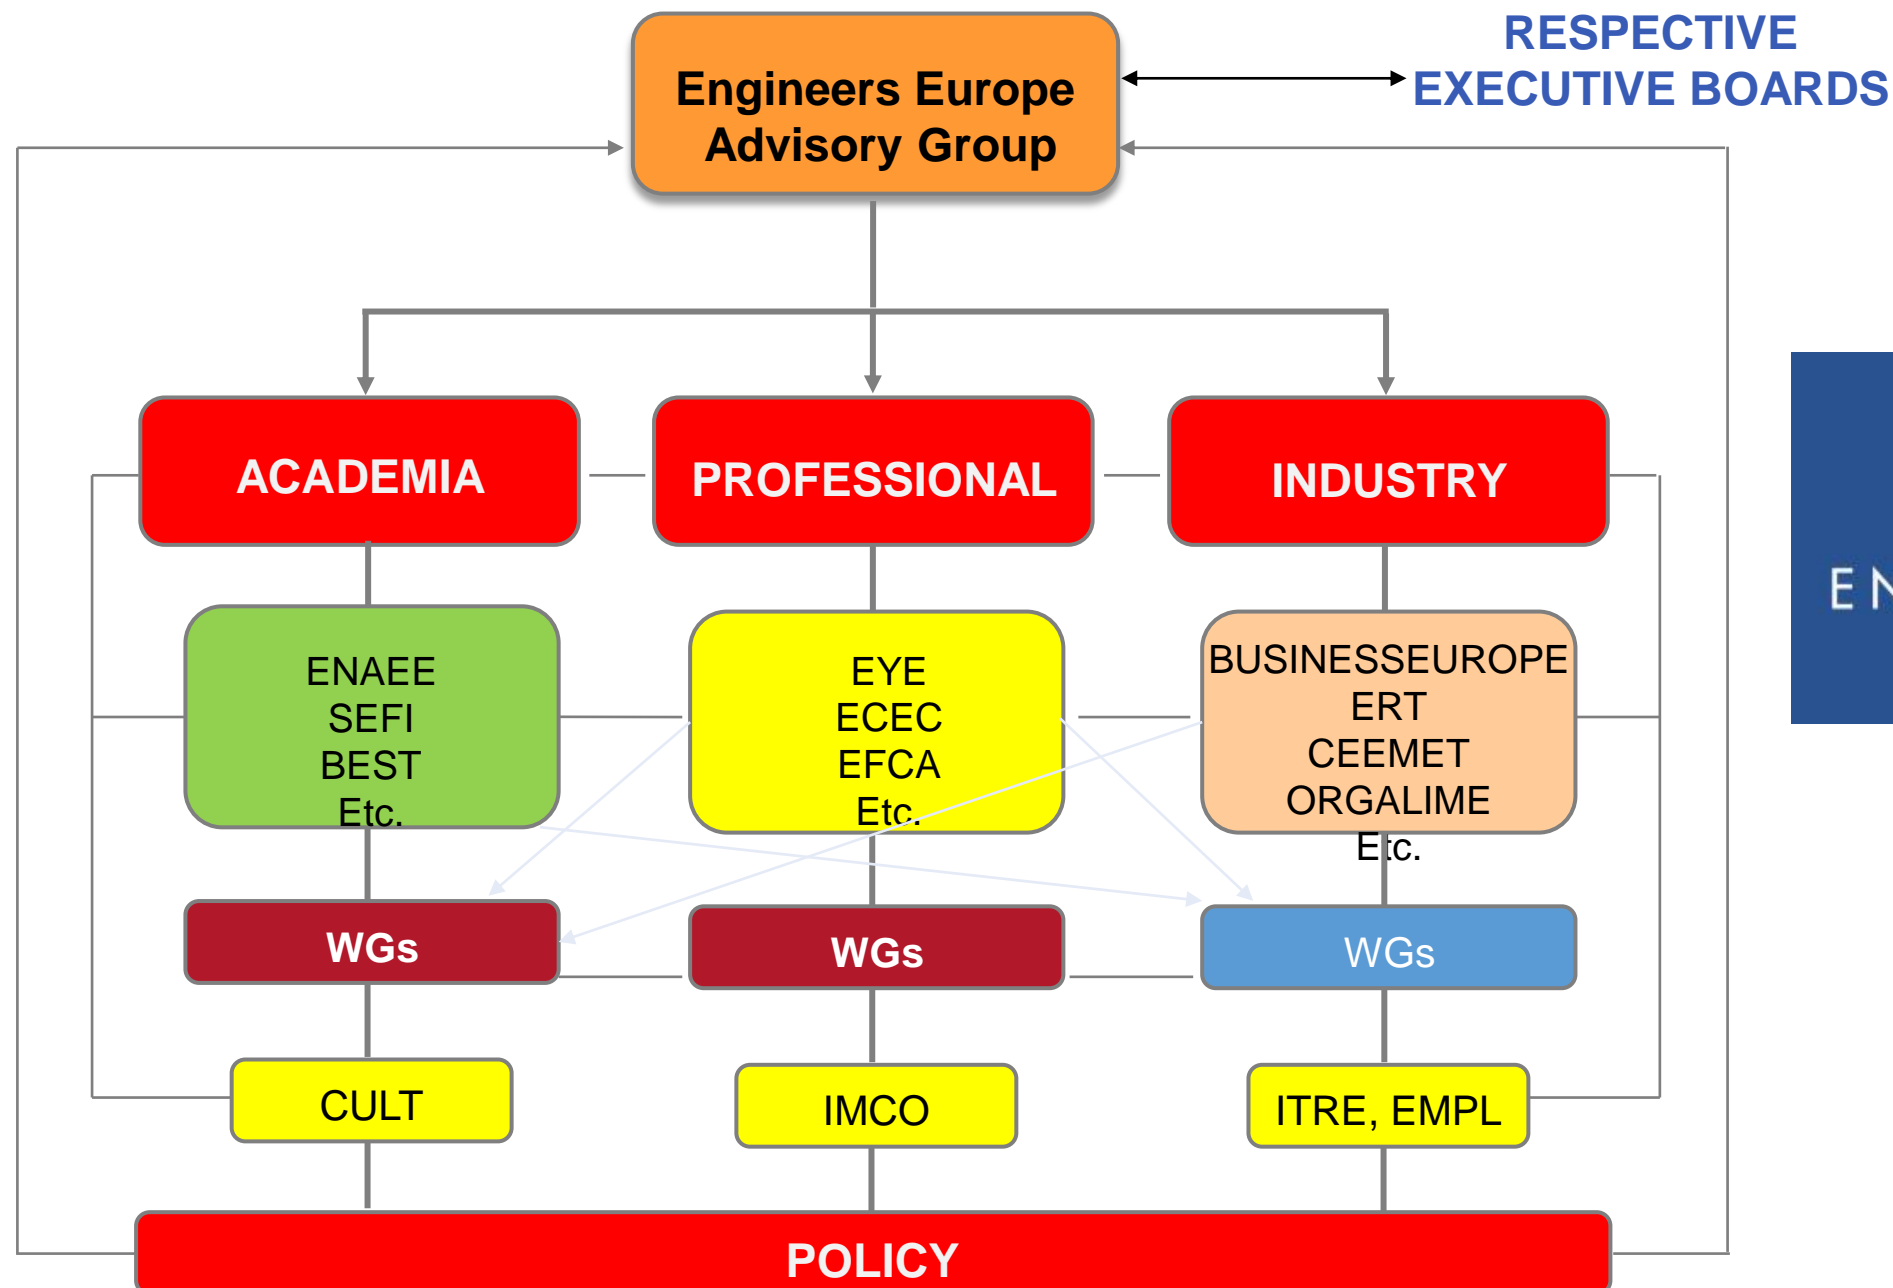 RESPECTIVE
EXECUTIVE BOARDS
Engineers Europe
Advisory Group
ACADEMIA
PROFESSIONAL
INDUSTRY
ENAEE
SEFI
BEST
Etc.
EYE
ECEC
EFCA
Etc.
BUSINESSEUROPE
ERT
CEEMET
ORGALIME
Etc.
EN
WGs
WGs
WGs
CULT
IMCO
ITRE, EMPL
POLICY